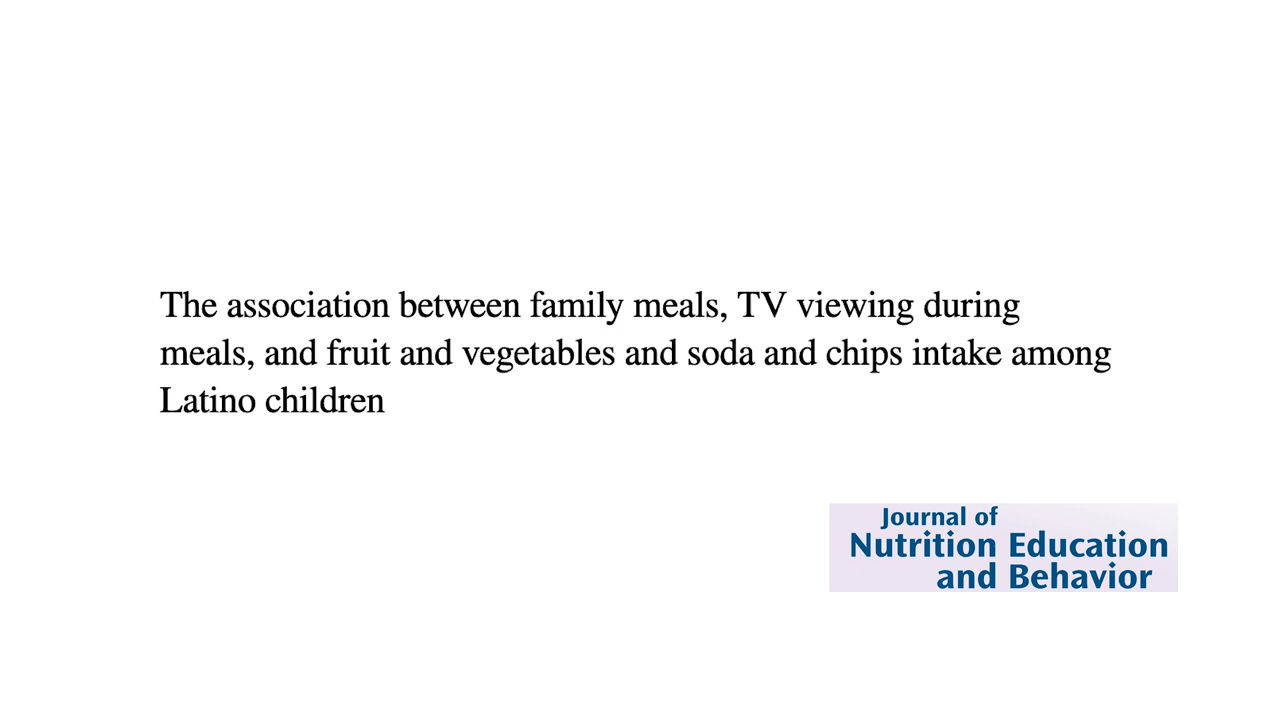 The association between family meals, TV viewing during
meals, and fruit and vegetables and soda and chips intake among
Latino children
Journal of
Nutrition Education
and Behavior